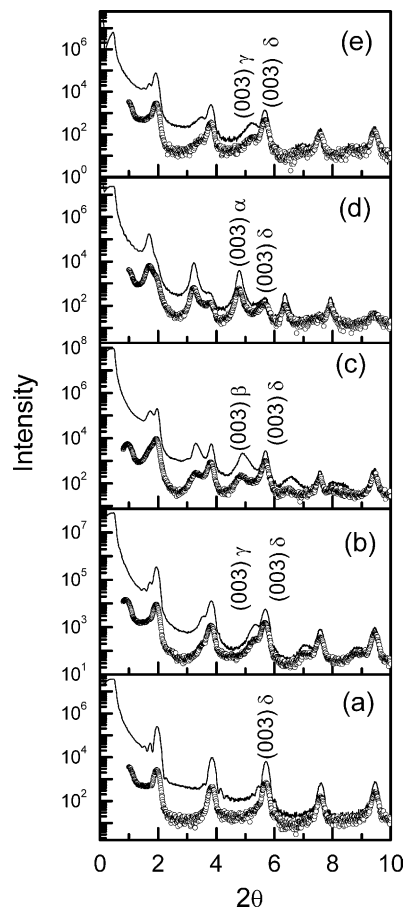 (e)
(003) γ
(003) δ
10⁶
10⁴
10²
10⁰
(d)
(003) α
(003) δ
10⁶
10⁴
10²
10⁸
(c)
(003) β
(003) δ
10⁶
10⁴
10²
Intensity
(b)
(003) γ
(003) δ
10⁷
10⁵
10³
10¹
(a)
(003) δ
10⁶
10⁴
10²
0 2 4 6 8 10
2θ